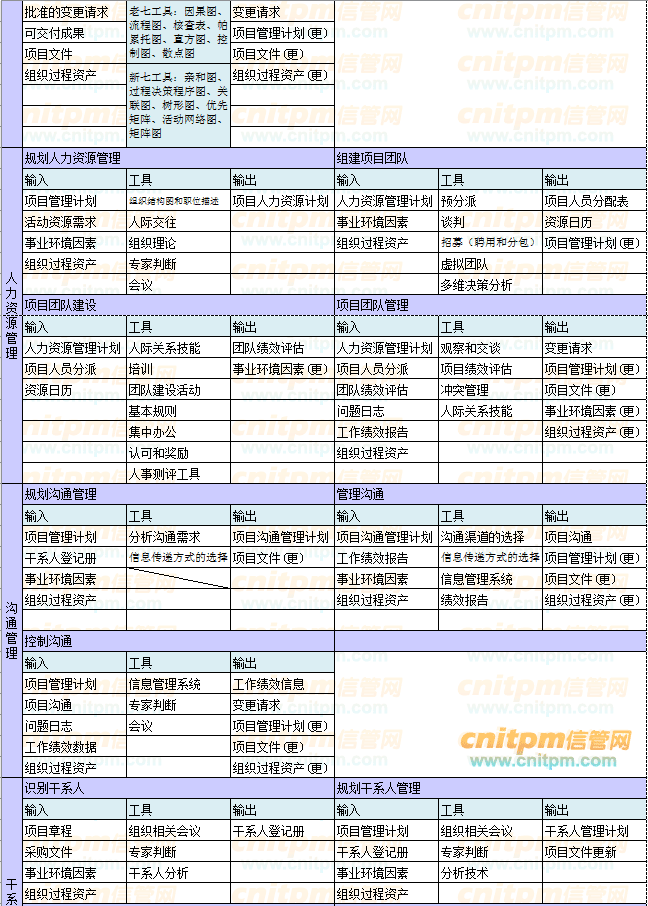 批准的变更请求 老七工具：因果图、 变更请求
可交付成果 流程图、核查表、帕 项目管理计划(更)
项目文件 累托图、直方图、控 项目文件(更)
制图、散点图
组织过程资产 新七工具：亲和图、 组织过程资产(更)
过程决策程序图、关
联图、树形图、优先
矩阵、活动网络图、
矩阵图
人力资源管理
规划人力资源管理 组建项目团队
输入 工具 输出 输入 工具 输出
项目管理计划 组织结构图和职位描述 项目人力资源计划 人力资源管理计划 预分派 项目人员分配表
活动资源需求 人际交往 事业环境因素 谈判 资源日历
事业环境因素 组织理论 组织过程资产 招募（聘用和分包） 项目管理计划(更)
组织过程资产 专家判断 虚拟团队
会议 多维决策分析
项目团队建设 项目团队管理
输入 工具 输出 输入 工具 输出
人力资源管理计划 人际关系技能 团队绩效评估 人力资源管理计划 观察和交谈 变更请求
项目人员分派 培训 事业环境因素(更) 项目人员分派 项目绩效评估 项目管理计划(更)
资源日历 团队建设活动 团队绩效评估 冲突管理 项目文件(更)
基本规则 问题日志 人际关系技能 事业环境因素(更)
集中办公 工作绩效报告 组织过程资产(更)
认可和奖励 组织过程资产
人事测评工具
沟通管理
规划沟通管理 管理沟通
输入 工具 输出 输入 工具 输出
项目管理计划 分析沟通需求 项目沟通管理计划 项目沟通管理计划 沟通渠道的选择 项目沟通
干系人登记册 信息传递方式的选择 项目文件(更) 工作绩效报告 信息传递方式的选择 项目管理计划(更)
事业环境因素 事业环境因素 信息管理系统 项目文件(更)
组织过程资产 组织过程资产 绩效报告 组织过程资产(更)
控制沟通
输入 工具 输出
项目管理计划 信息管理系统 工作绩效信息
项目沟通 专家判断 变更请求
问题日志 会议 项目管理计划(更)
工作绩效数据 项目文件(更)
组织过程资产 组织过程资产(更)
cnitpm信管网
www.cnitpm.com
干系
识别干系人 规划干系人管理
输入 工具 输出 输入 工具 输出
项目章程 组织相关会议 干系人登记册 项目管理计划 组织相关会议 干系人管理计划
采购文件 专家判断 干系人登记册 专家判断 项目文件更新
事业环境因素 干系人分析 事业环境因素 分析技术
组织过程资产 组织过程资产